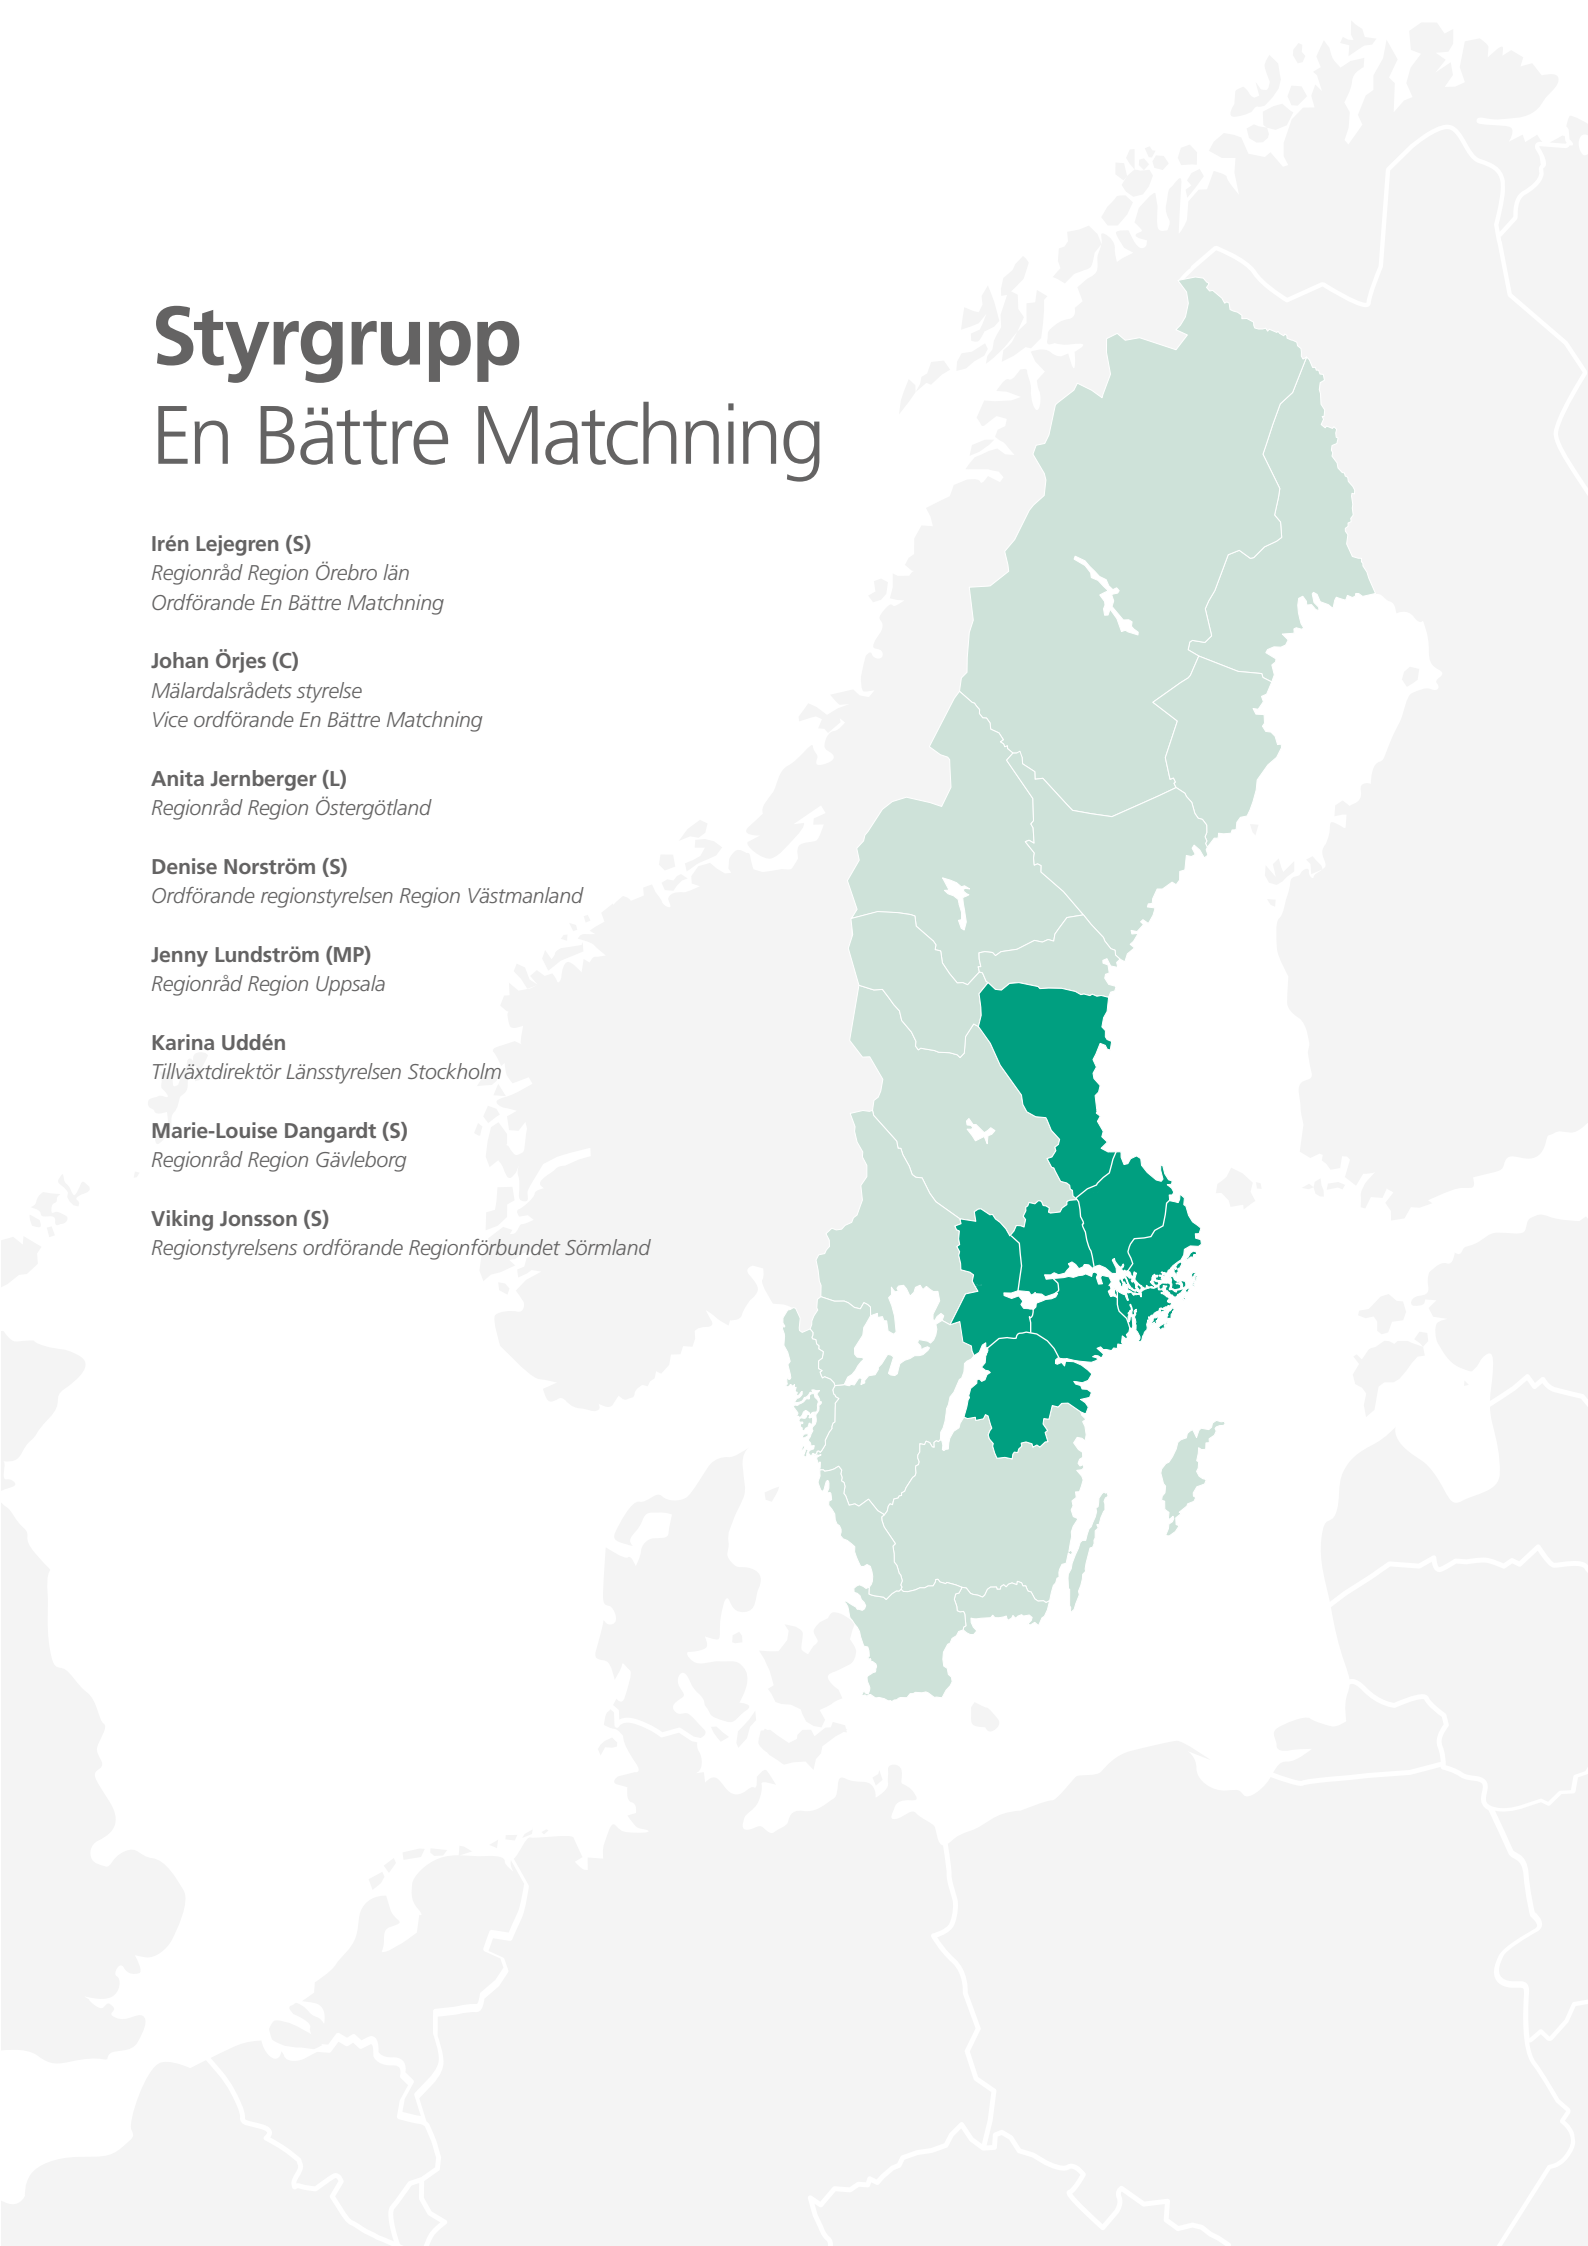 Styrgrupp
En Bättre Matchning
Irén Lejegren (S)
Regionråd Region Örebro län
Ordförande En Bättre Matchning
Johan Örjes (C)
Mälardalsrådets styrelse
Vice ordförande En Bättre Matchning
Anita Jernberger (L)
Regionråd Region Östergötland
Denise Norström (S)
Ordförande regionstyrelsen Region Västmanland
Jenny Lundström (MP)
Regionråd Region Uppsala
Karina Uddén
Tillväxtdirektör Länsstyrelsen Stockholm
Marie-Louise Dangardt (S)
Regionråd Region Gävleborg
Viking Jonsson (S)
Regionstyrelsens ordförande Regionförbundet Sörmland